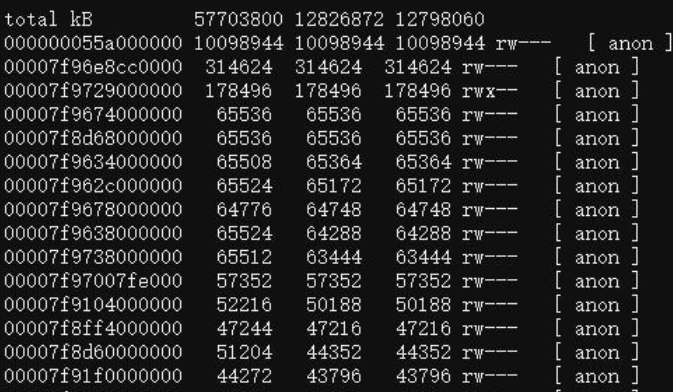 total kB 57703800 12826872 12798060
000000055a000000 10098944 10098944 10098944 rw--- [ anon ]
00007f96e8cc0000 314624 314624 314624 rw--- [ anon ]
00007f9729000000 178496 178496 178496 rwx-- [ anon ]
00007f9674000000 65536 65536 65536 rw--- [ anon ]
00007f8d68000000 65536 65536 65536 rw--- [ anon ]
00007f9634000000 65508 65364 65364 rw--- [ anon ]
00007f962c000000 65524 65172 65172 rw--- [ anon ]
00007f9678000000 64776 64748 64748 rw--- [ anon ]
00007f9638000000 65524 64288 64288 rw--- [ anon ]
00007f9738000000 65512 63444 63444 rw--- [ anon ]
00007f97007fe000 57352 57352 57352 rw--- [ anon ]
00007f9104000000 52216 50188 50188 rw--- [ anon ]
00007f8ff4000000 47244 47216 47216 rw--- [ anon ]
00007f8d60000000 51204 44352 44352 rw--- [ anon ]
00007f91f0000000 44272 43796 43796 rw--- [ anon ]